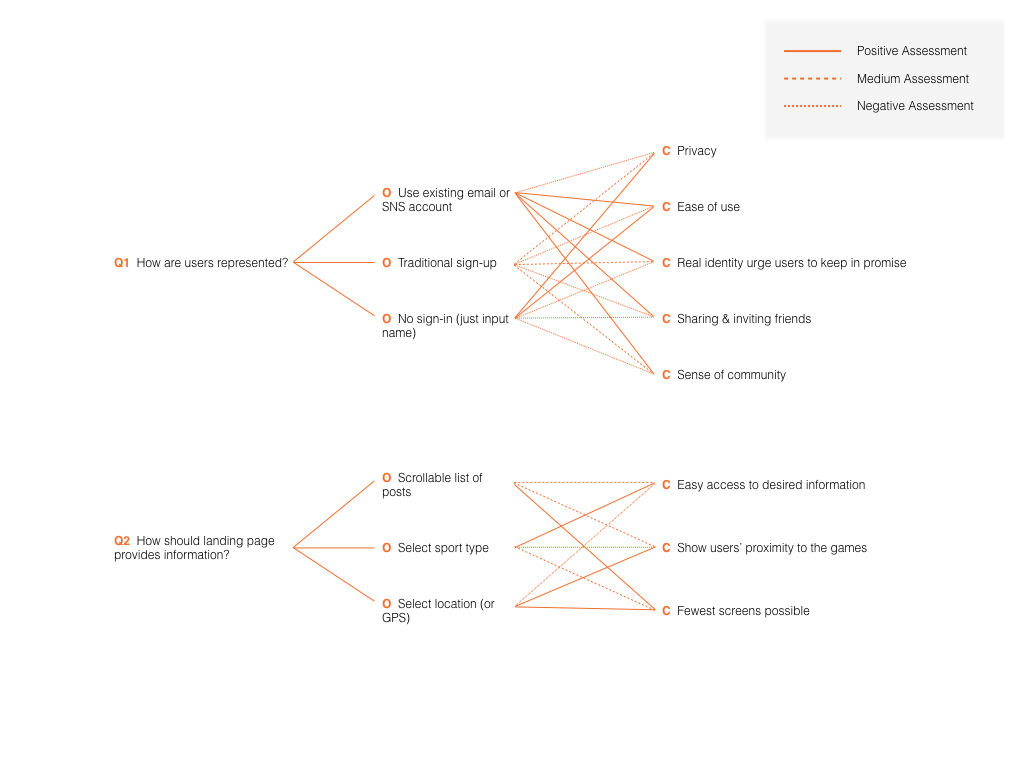 Positive Assessment
Medium Assessment
Negative Assessment
C Privacy
O Use existing email or
SNS account
C Ease of use
Q1 How are users represented?
O Traditional sign-up
C Real identity urge users to keep in promise
O No sign-in (just input
name)
C Sharing & inviting friends
C Sense of community
O Scrollable list of
posts
C Easy access to desired information
Q2 How should landing page
provides information?
O Select sport type
C Show users' proximity to the games
O Select location (or
GPS)
C Fewest screens possible